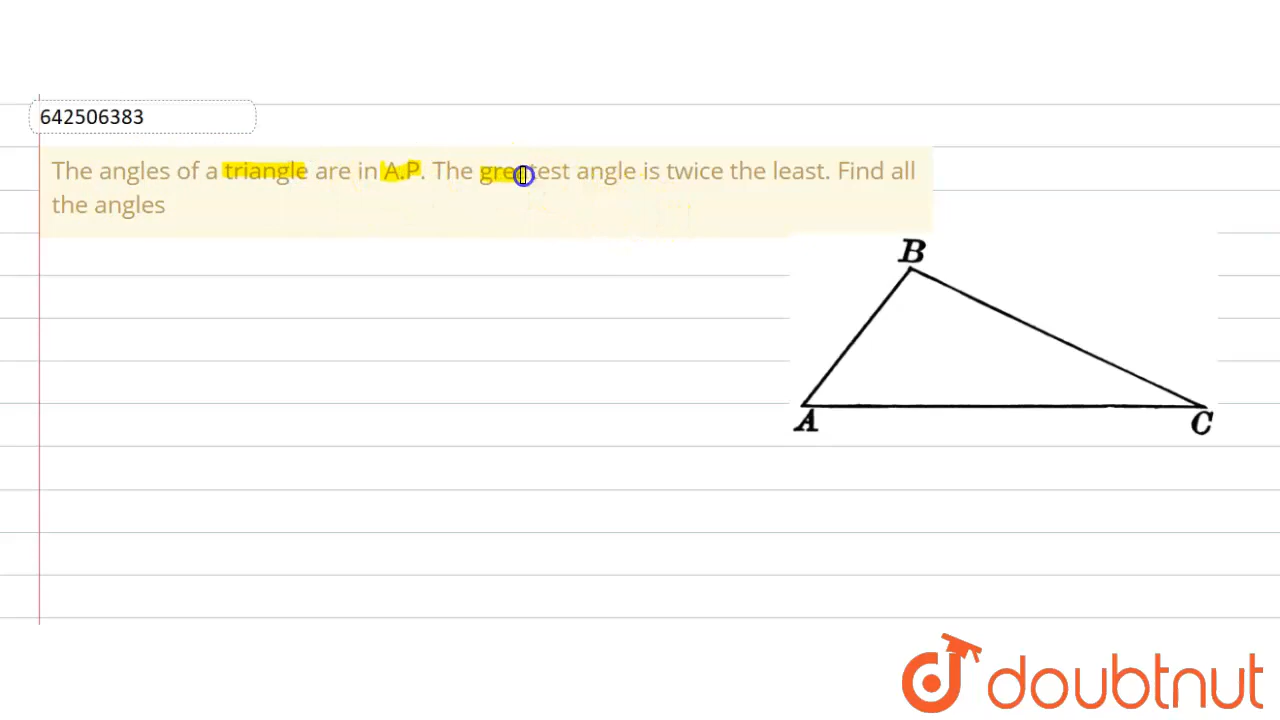 642506383
The angles of a triangle are in A.P. The greatest angle is twice the least. Find all
the angles
B
A
C
doubtnut